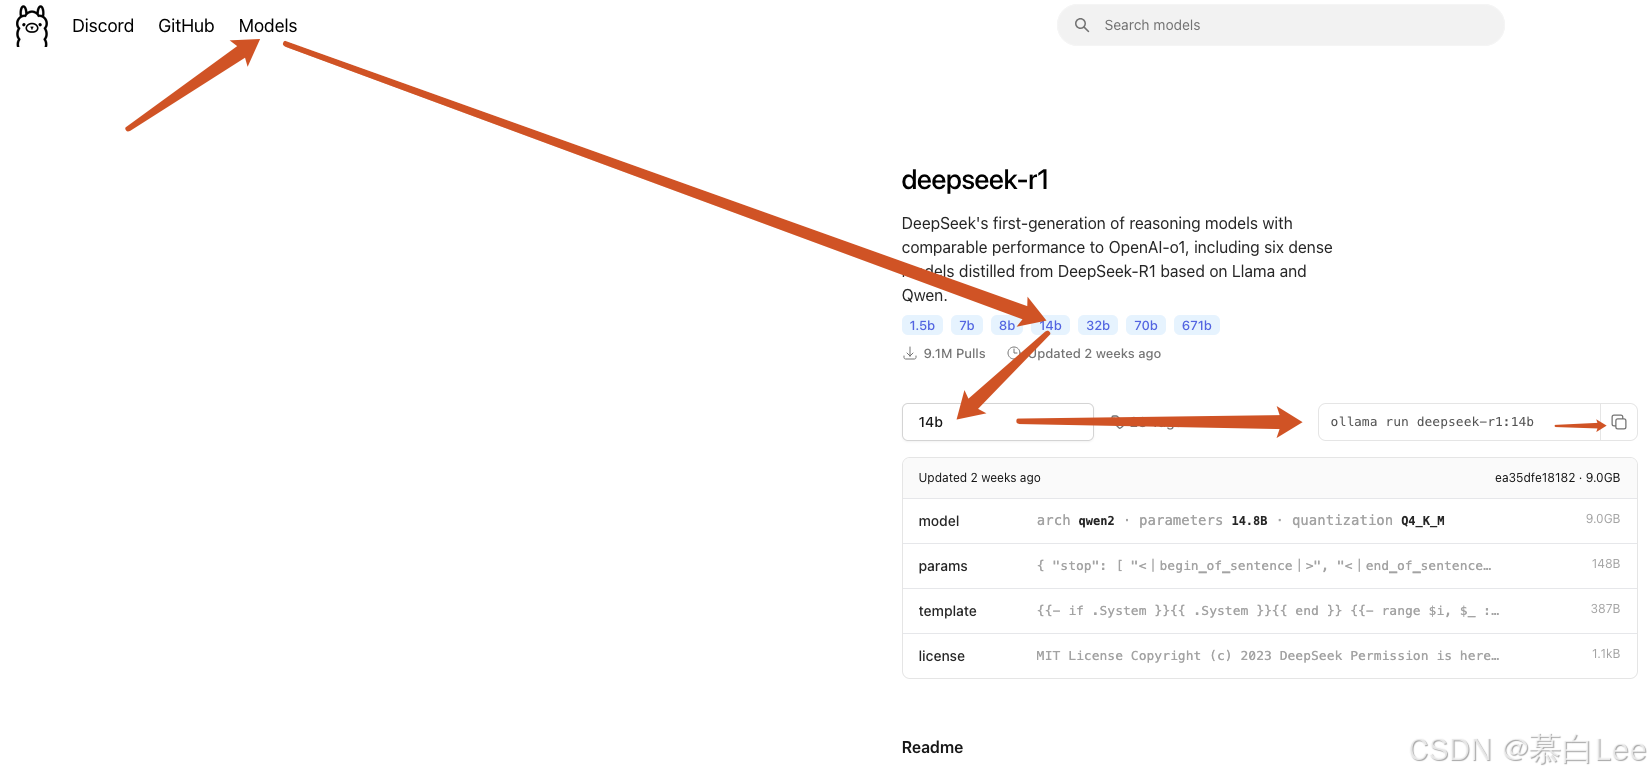 Discord GitHub Models Search models
deepseek-r1
DeepSeek's first-generation of reasoning models with
comparable performance to OpenAI-o1, including six dense
models distilled from DeepSeek-R1 based on Llama and
Qwen.
1.5b 7b 8b 14b 32b 70b 671b
9.1M Pulls Updated 2 weeks ago
14b ollama run deepseek-r1:14b
Updated 2 weeks ago ea35dfe18182 · 9.0GB
model arch qwen2 · parameters 14.8B · quantization Q4_K_M 9.0GB
params { "stop": [ "<｜begin_of_sentence｜>", "<｜end_of_sentence… 148B
template {{- if .System }}{{ .System }}{{ end }} {{- range $i, $_ :… 387B
license MIT License Copyright (c) 2023 DeepSeek Permission is here… 1.1kB
Readme
CSDN @慕白Lee